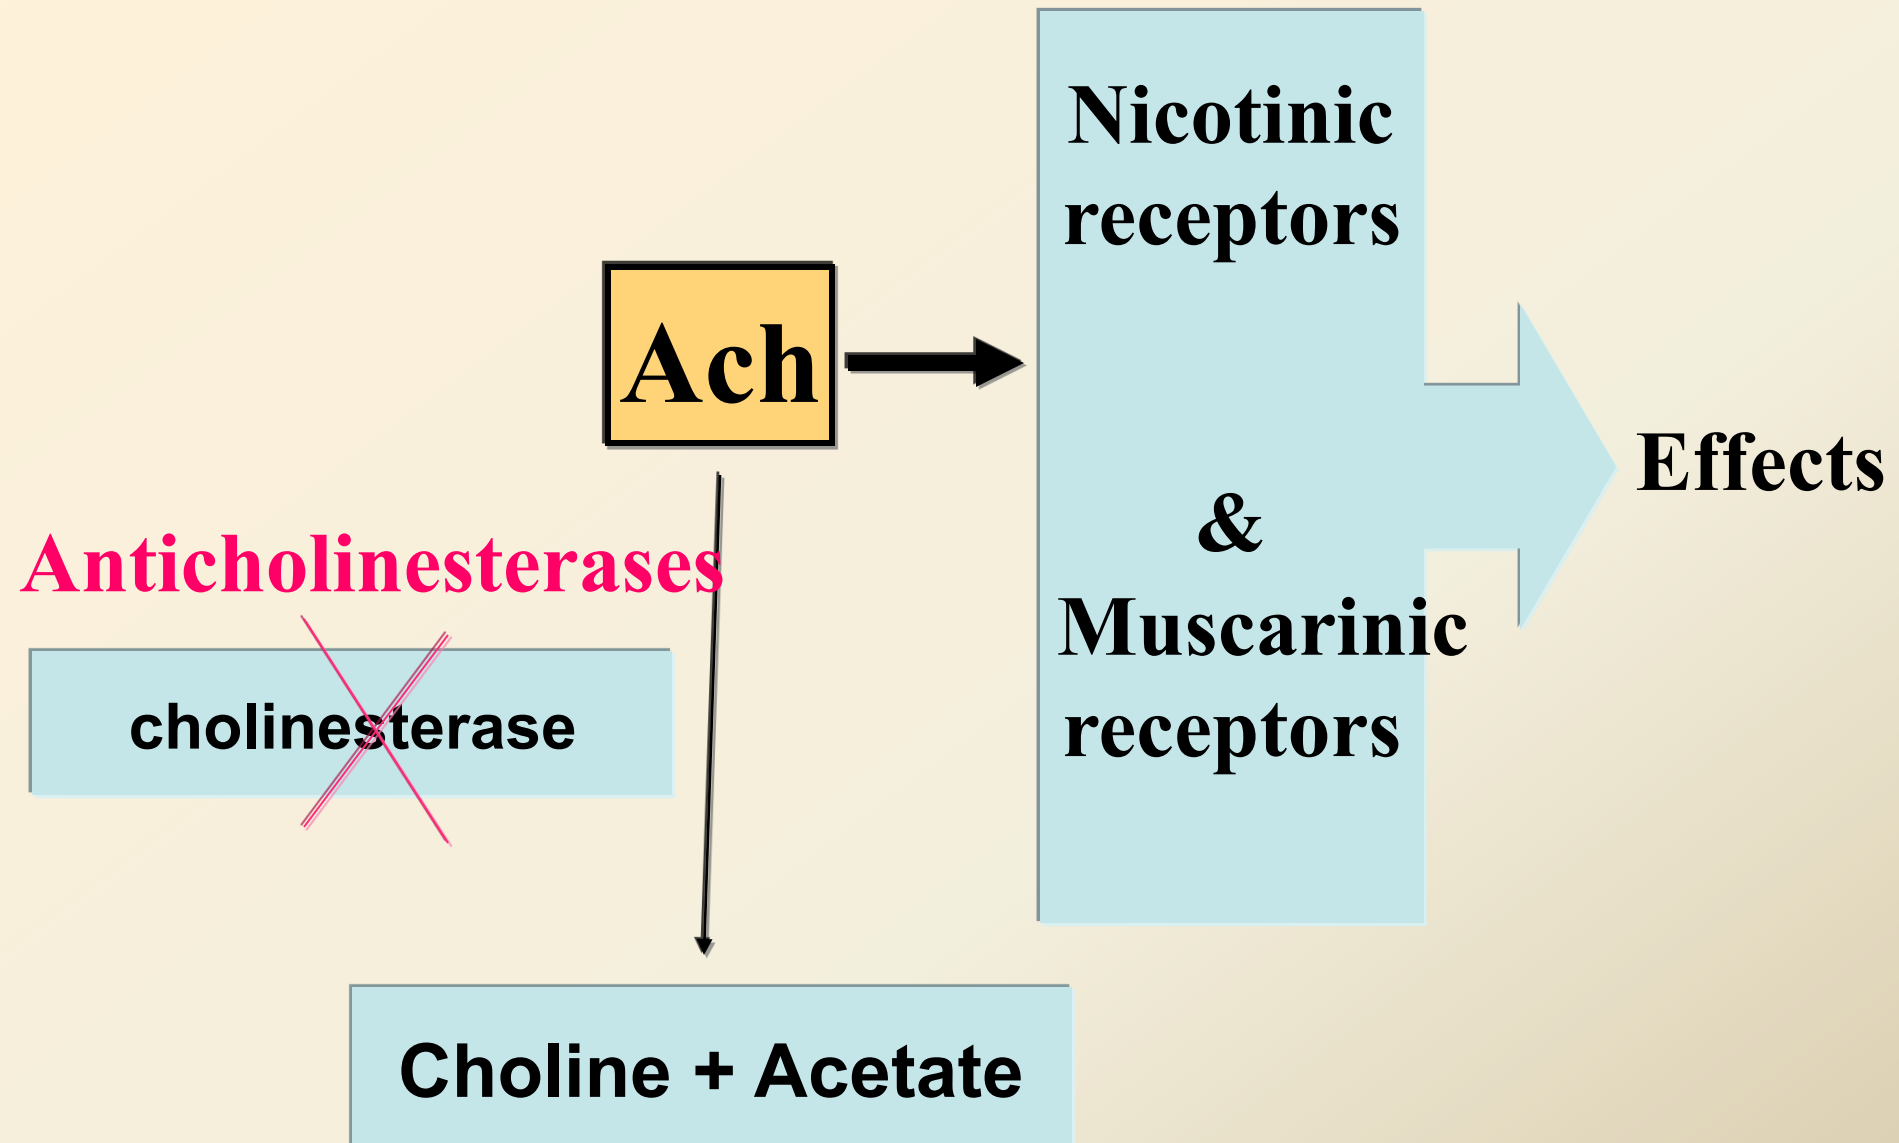 Nicotinic
receptors
&
Muscarinic
receptors
Ach
Effects
Anticholinesterases
cholinesterase
Choline + Acetate